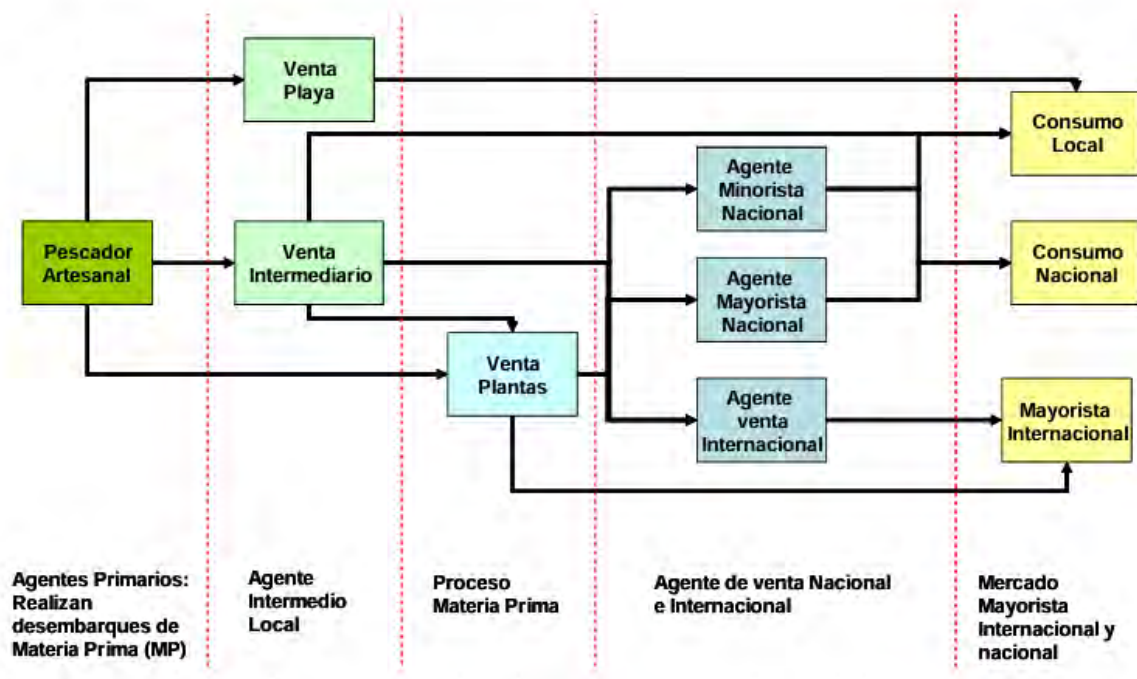 Venta
Playa
Consumo
Local
Agente
Minorista
Nacional
Pescador
Artesanal
Venta
Intermediario
Consumo
Nacional
Agente
Mayorista
Nacional
Venta
Plantas
Agente
venta
Internacional
Mayorista
Internacional
Agentes Primarios:
Realizan
desembarques de
Materia Prima (MP)
Agente
Intermedio
Local
Proceso
Materia Prima
Agente de venta Nacional
e Internacional
Mercado
Mayorista
Internacional y
nacional